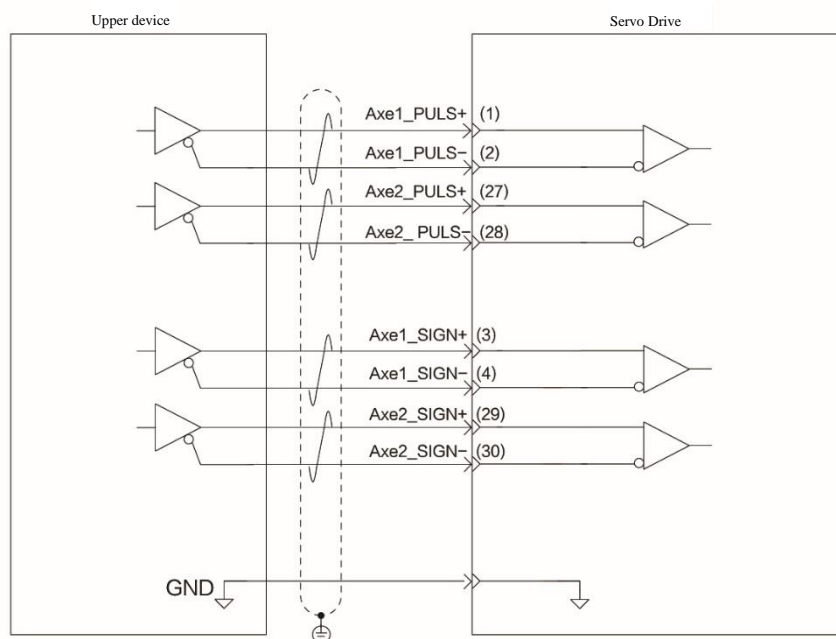 Upper device
Servo Drive
Axe1_PULS+ (1)
Axe1_PULS− (2)
Axe2_PULS+ (27)
Axe2_ PULS− (28)
Axe1_SIGN+ (3)
Axe1_SIGN− (4)
Axe2_SIGN+ (29)
Axe2_SIGN− (30)
GND